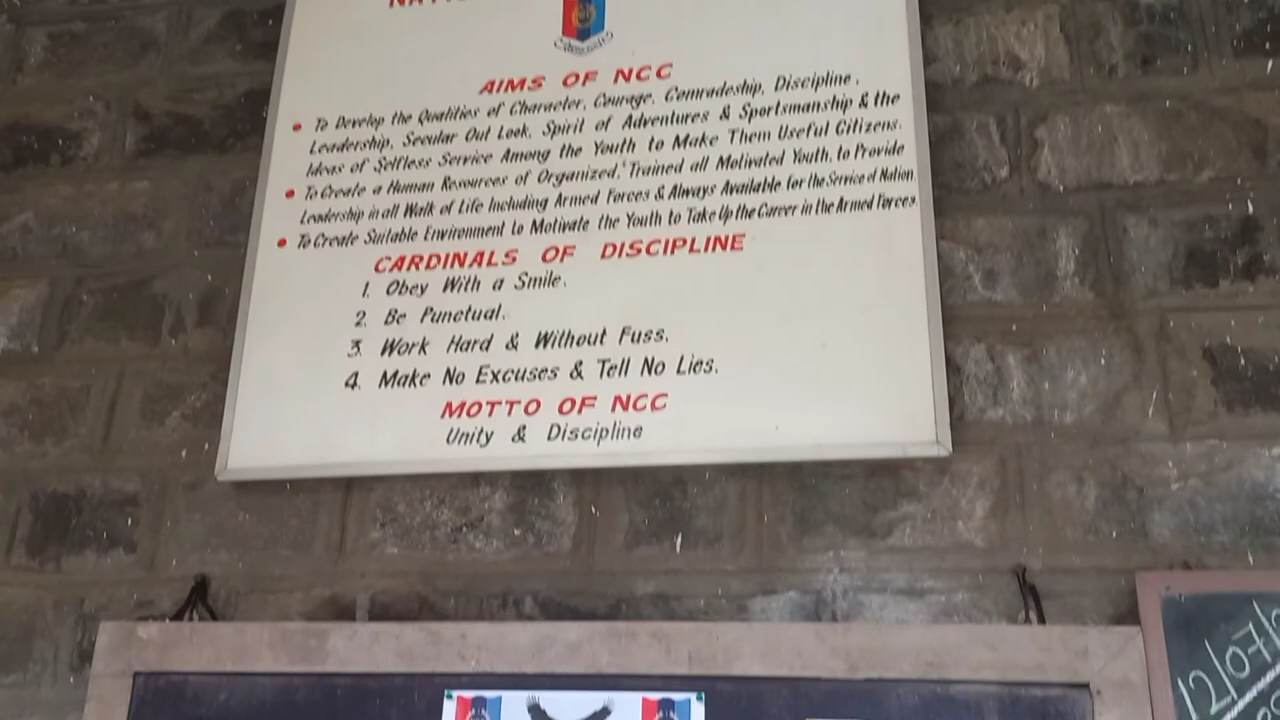 AIMS OF NCC
• To Develop the Qualities of Character, Courage, Comradeship, Discipline,
Leadership, Secular Out Look, Spirit of Adventures & Sportsmanship & the
Ideas of Selfless Service Among the Youth to Make Them Useful Citizens.
• To Create a Human Resources of Organized, Trained all Motivated Youth, to Provide
Leadership in all Walk of Life Including Armed Forces & Always Available for the Service of Nation.
• To Create Suitable Environment to Motivate the Youth to Take Up the Career in the Armed Forces.
CARDINALS OF DISCIPLINE
1. Obey With a Smile.
2. Be Punctual.
3. Work Hard & Without Fuss.
4. Make No Excuses & Tell No Lies.
MOTTO OF NCC
Unity & Discipline
12/07/